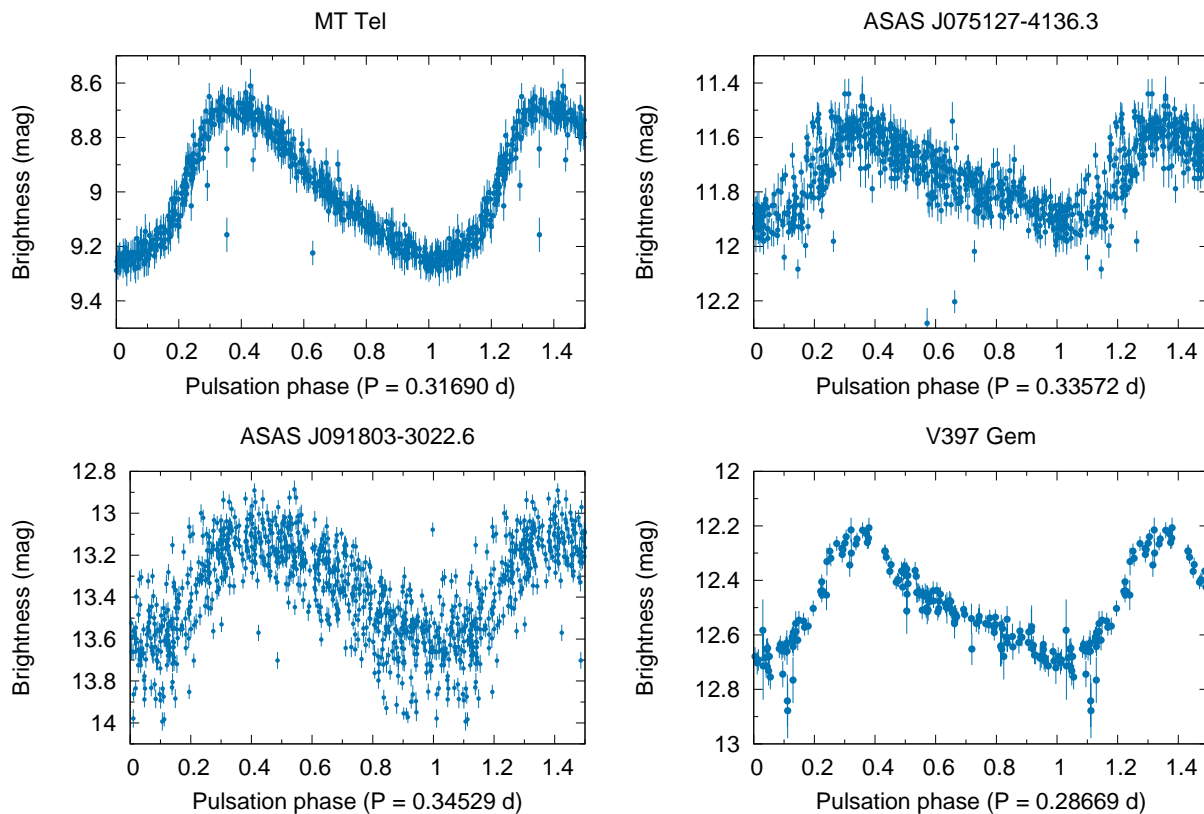 MT Tel
Brightness (mag)
8.6
8.8
9
9.2
9.4
0 0.2 0.4 0.6 0.8 1 1.2 1.4
Pulsation phase (P = 0.31690 d)
ASAS J075127-4136.3
Brightness (mag)
11.4
11.6
11.8
12
12.2
0 0.2 0.4 0.6 0.8 1 1.2 1.4
Pulsation phase (P = 0.33572 d)
ASAS J091803-3022.6
Brightness (mag)
12.8
13
13.2
13.4
13.6
13.8
14
0 0.2 0.4 0.6 0.8 1 1.2 1.4
Pulsation phase (P = 0.34529 d)
V397 Gem
Brightness (mag)
12
12.2
12.4
12.6
12.8
13
0 0.2 0.4 0.6 0.8 1 1.2 1.4
Pulsation phase (P = 0.28669 d)